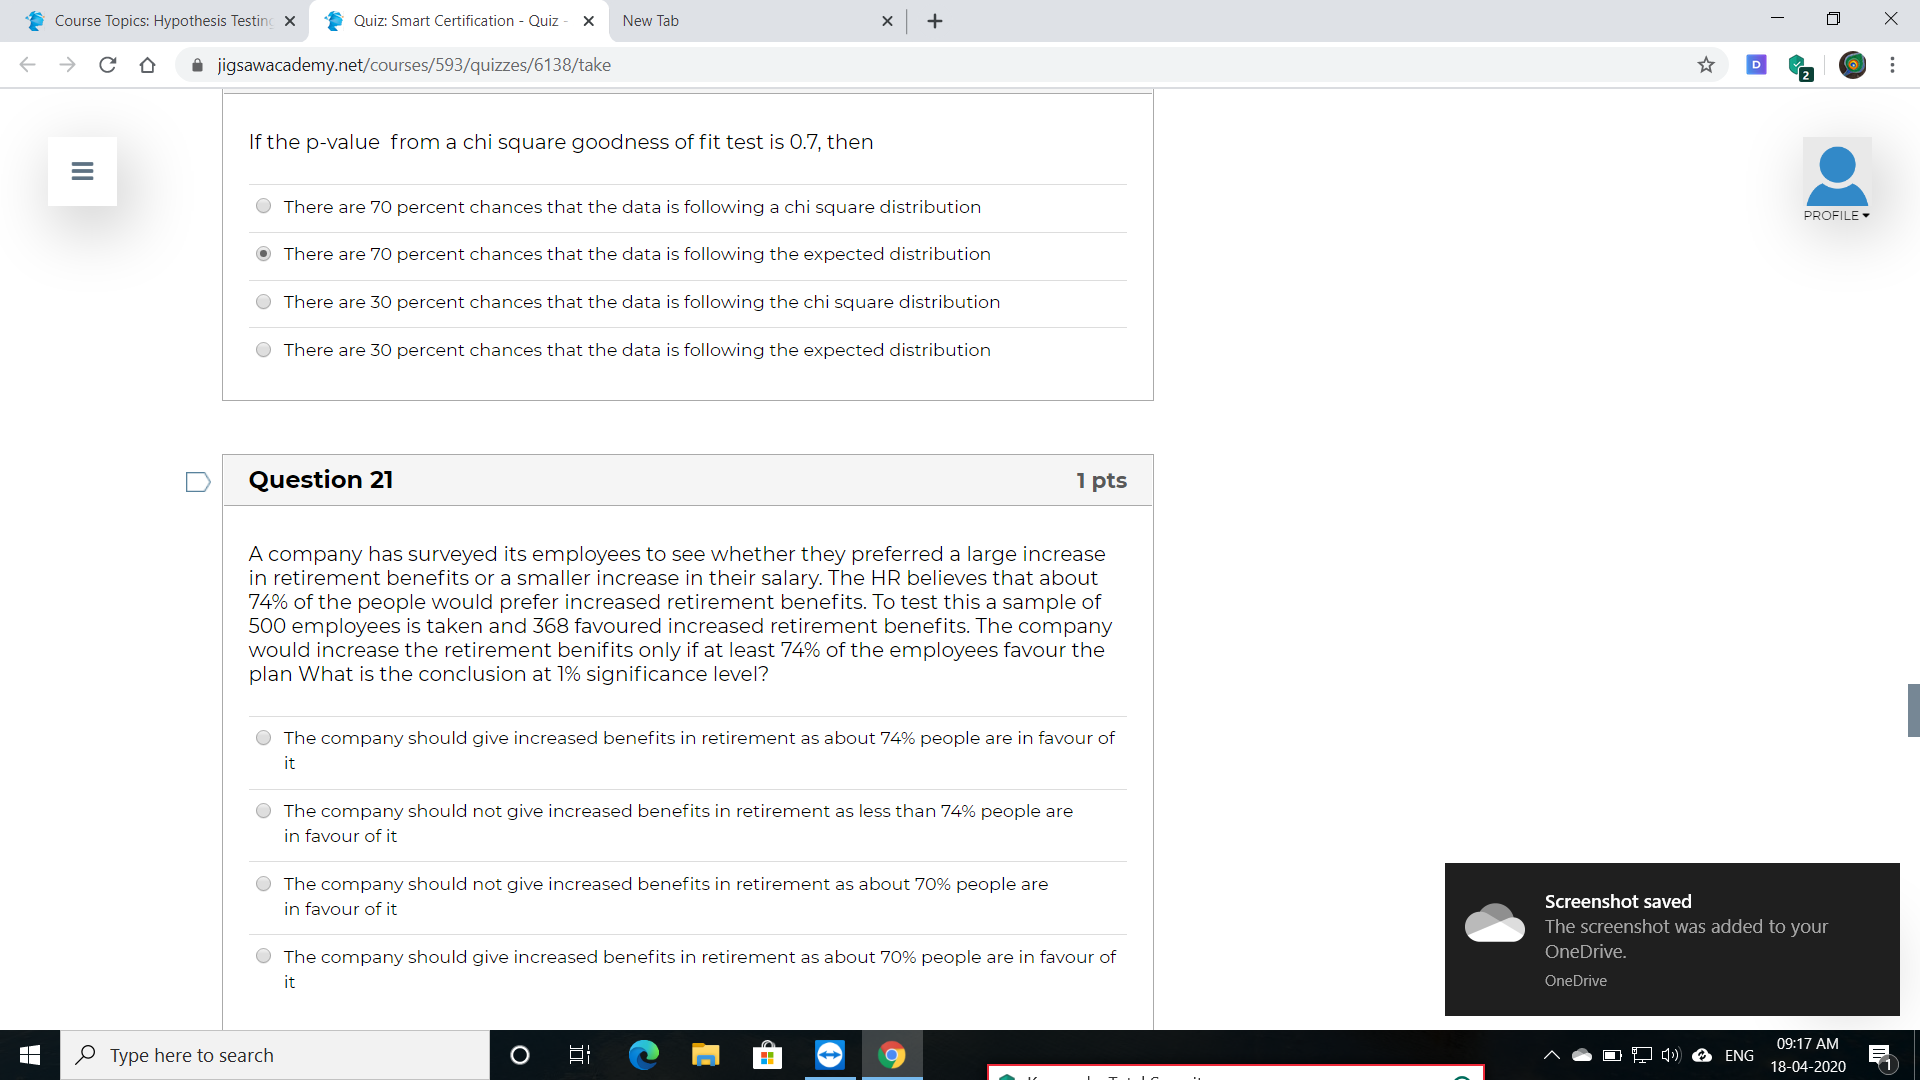 Course Topics: Hypothesis Testing
Quiz: Smart Certification - Quiz -
New Tab
jigsawacademy.net/courses/593/quizzes/6138/take
D
2
If the p-value from a chi square goodness of fit test is 0.7, then
There are 70 percent chances that the data is following a chi square distribution
There are 70 percent chances that the data is following the expected distribution
There are 30 percent chances that the data is following the chi square distribution
There are 30 percent chances that the data is following the expected distribution
PROFILE
Question 21
1 pts
A company has surveyed its employees to see whether they preferred a large increase
in retirement benefits or a smaller increase in their salary. The HR believes that about
74% of the people would prefer increased retirement benefits. To test this a sample of
500 employees is taken and 368 favoured increased retirement benefits. The company
would increase the retirement benifits only if at least 74% of the employees favour the
plan What is the conclusion at 1% significance level?
The company should give increased benefits in retirement as about 74% people are in favour of
it
The company should not give increased benefits in retirement as less than 74% people are
in favour of it
The company should not give increased benefits in retirement as about 70% people are
in favour of it
The company should give increased benefits in retirement as about 70% people are in favour of
it
Screenshot saved
The screenshot was added to your
OneDrive.
OneDrive
Type here to search
ENG
09:17 AM
18-04-2020
1